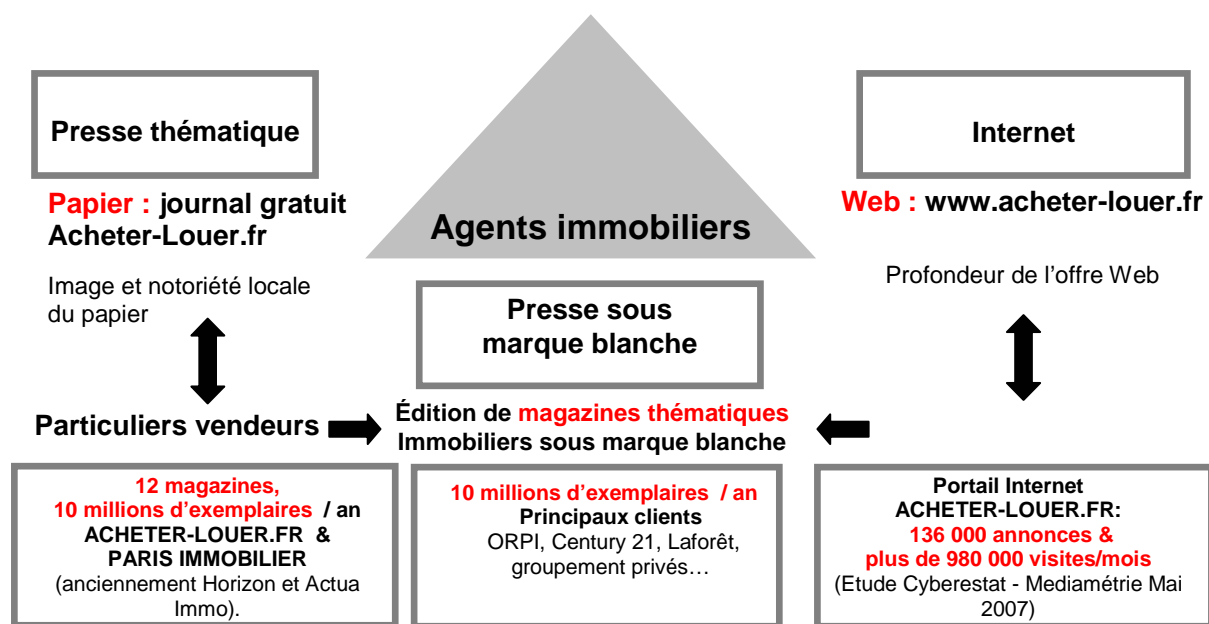 Presse thématique
Papier : journal gratuit
Acheter-Louer.fr
Image et notoriété locale
du papier
Particuliers vendeurs
12 magazines,
10 millions d’exemplaires / an
ACHETER-LOUER.FR &
PARIS IMMOBILIER
(anciennement Horizon et Actua
Immo).
Agents immobiliers
Presse sous
marque blanche
Édition de magazines thématiques
Immobiliers sous marque blanche
10 millions d’exemplaires / an
Principaux clients
ORPI, Century 21, Laforêt,
groupement privés…
Internet
Web : www.acheter-louer.fr
Profondeur de l’offre Web
Portail Internet
ACHETER-LOUER.FR:
136 000 annonces &
plus de 980 000 visites/mois
(Etude Cyberestat - Mediamétrie Mai
2007)